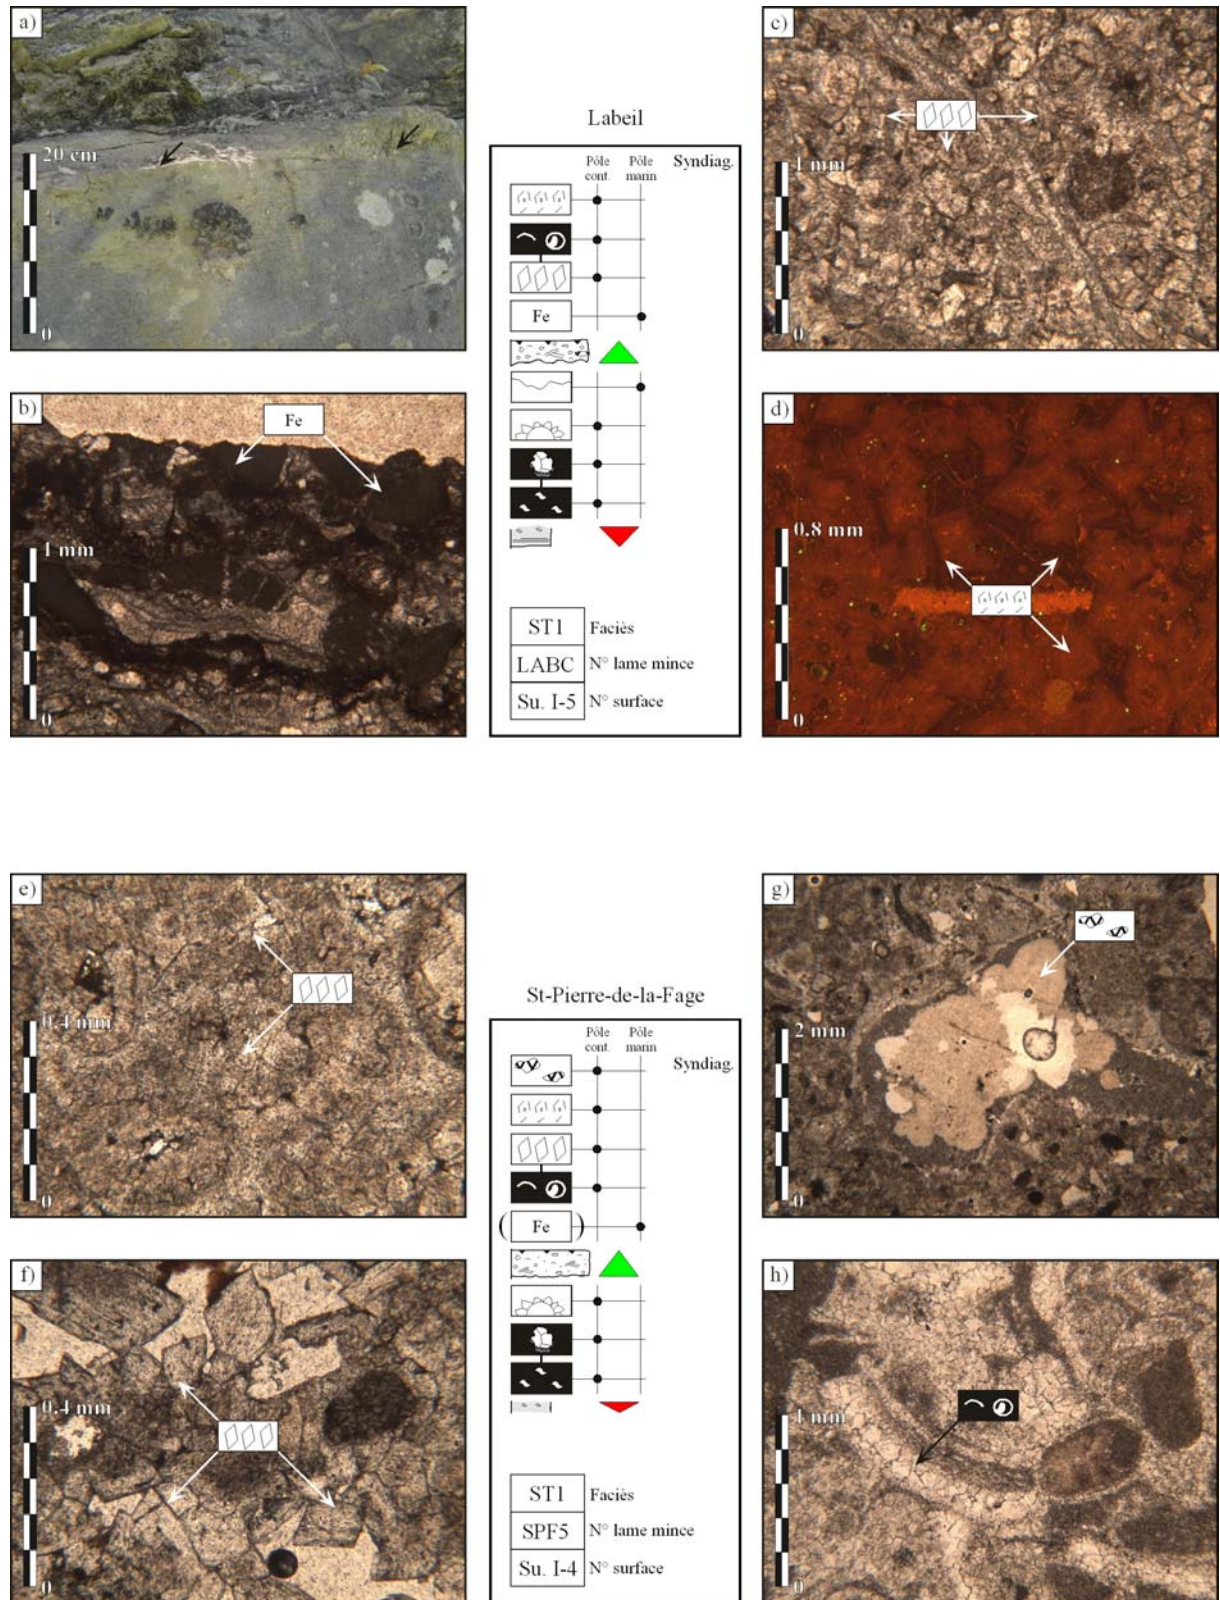 a)
20 cm
0
b)
Fe
1 mm
0
Labeil
Pôle cont.
Pôle marin
Syndiag.
Fe
ST1 Faciès
LABC N° lame mince
Su. I-5 N° surface
c)
1 mm
0
d)
0.8 mm
0
e)
0.4 mm
0
f)
0.4 mm
0
St-Pierre-de-la-Fage
Pôle cont.
Pôle marin
Syndiag.
( Fe )
ST1 Faciès
SPF5 N° lame mince
Su. I-4 N° surface
g)
2 mm
0
h)
1 mm
0